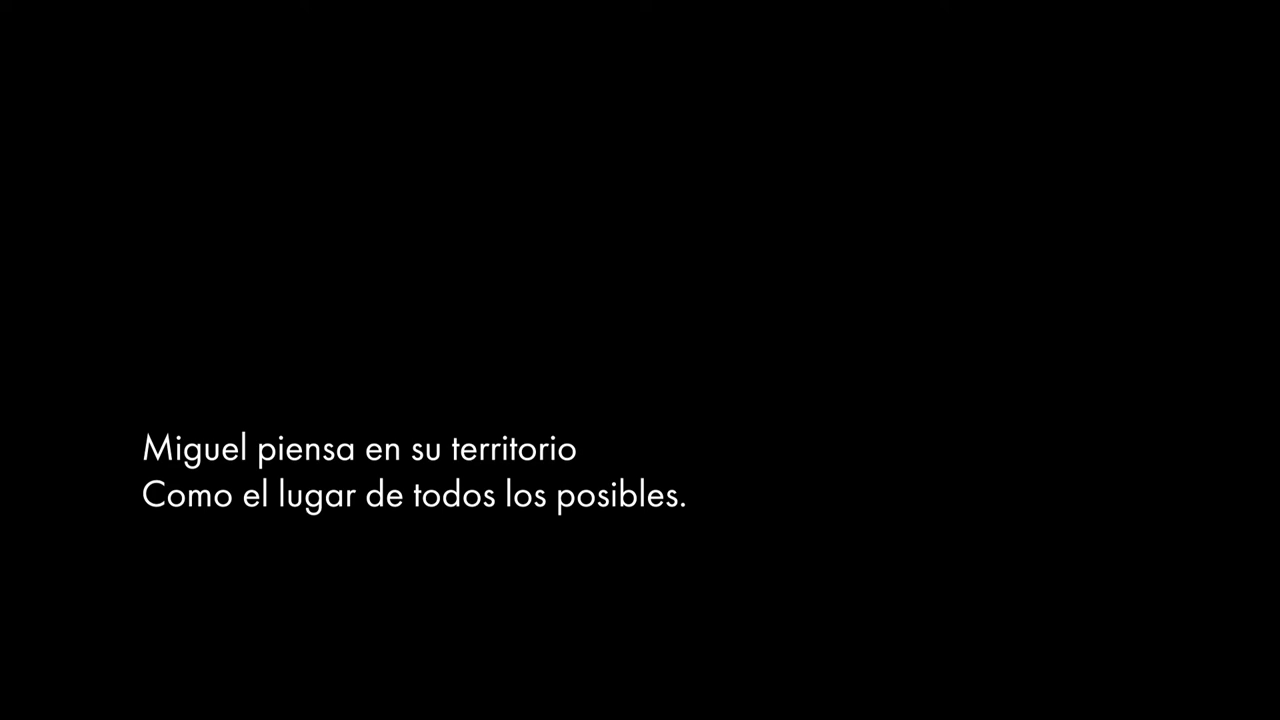 Miguel piensa en su territorio
Como el lugar de todos los posibles.